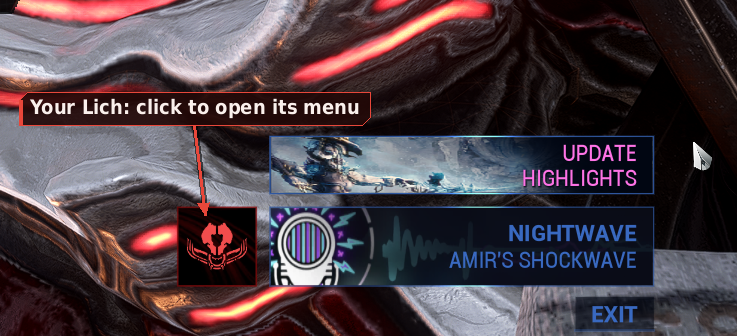 Your Lich: click to open its menu
UPDATE
HIGHLIGHTS
NIGHTWAVE
AMIR'S SHOCKWAVE
EXIT